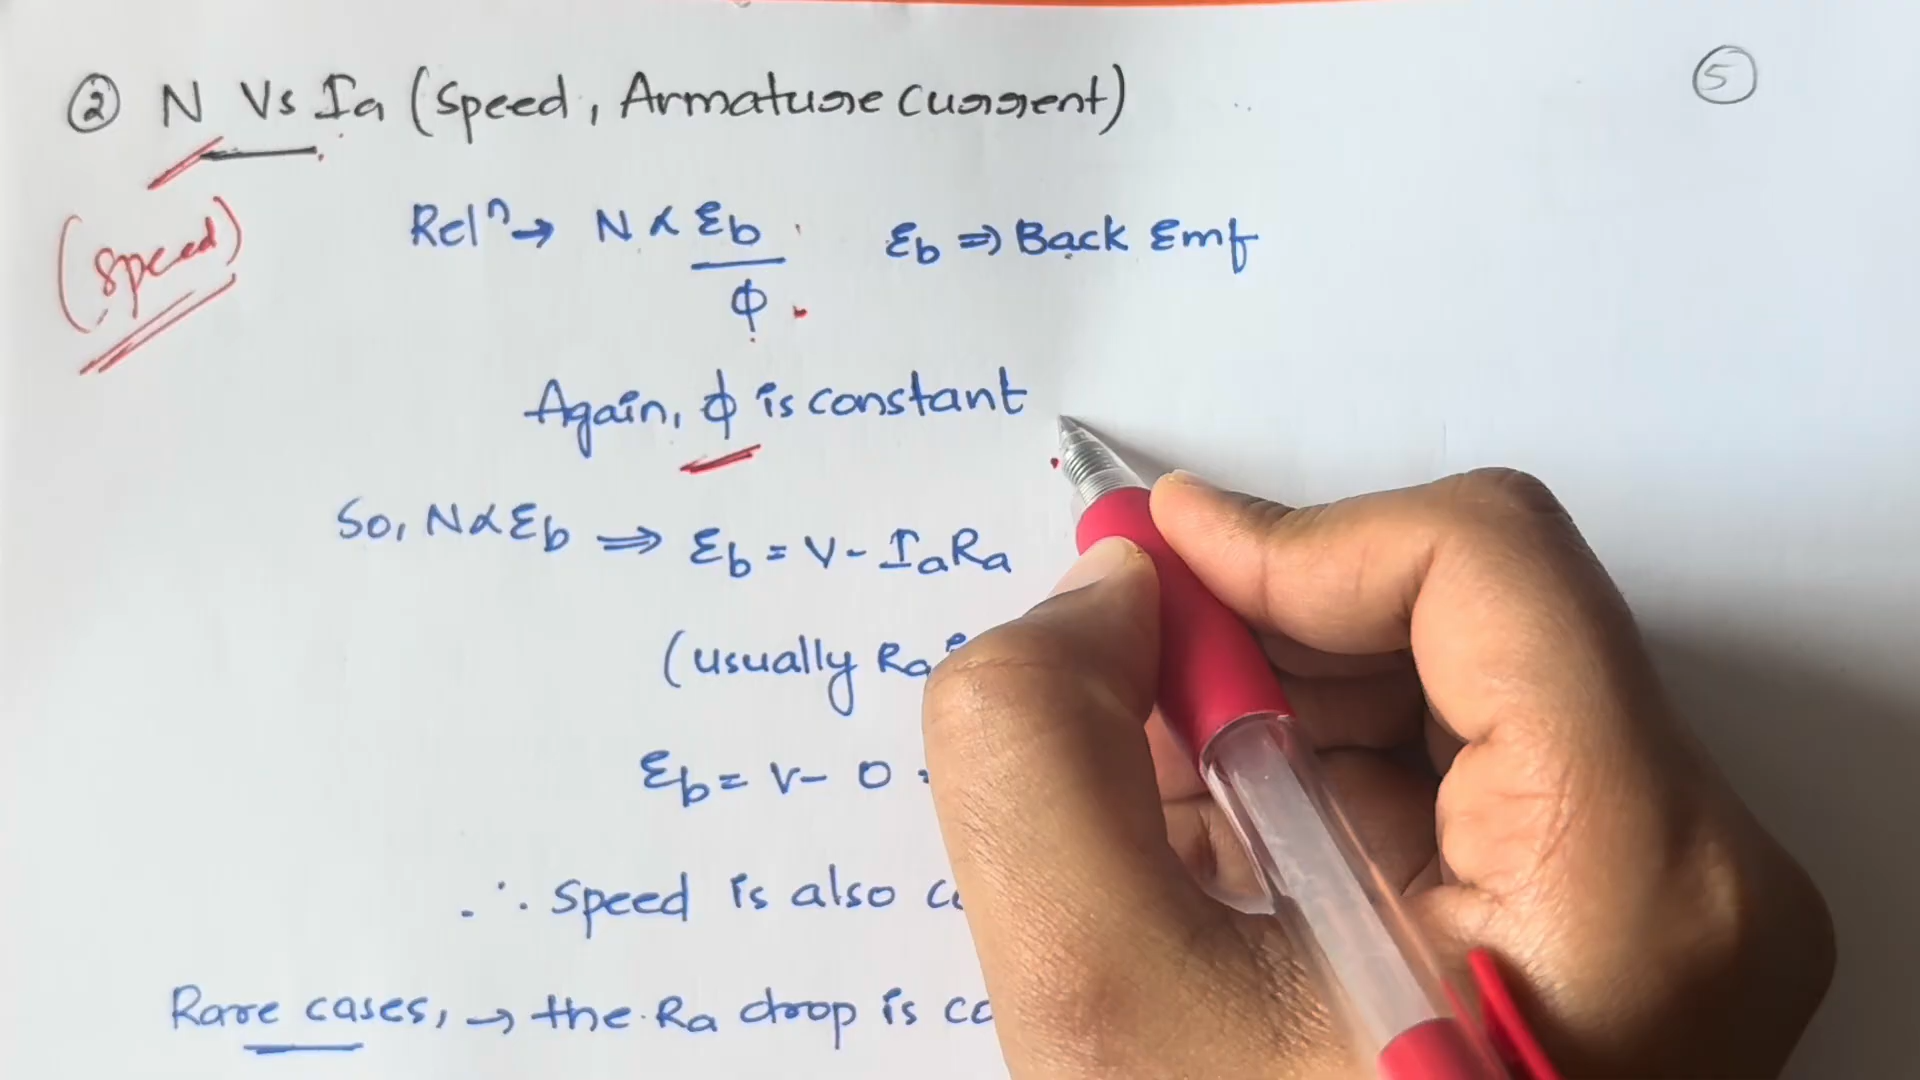 ② N Vs Ia (Speed, Armature Current)
⑤
(Speed)
Relⁿ → N ∝ Eb / ϕ
Eb ⇒ Back Emf
Again, ϕ is constant
So, N ∝ Eb ⇒ Eb = V - IaRa
(usually Ra
Eb = V - 0
∴ Speed is also
Rare cases, → the Ra drop is